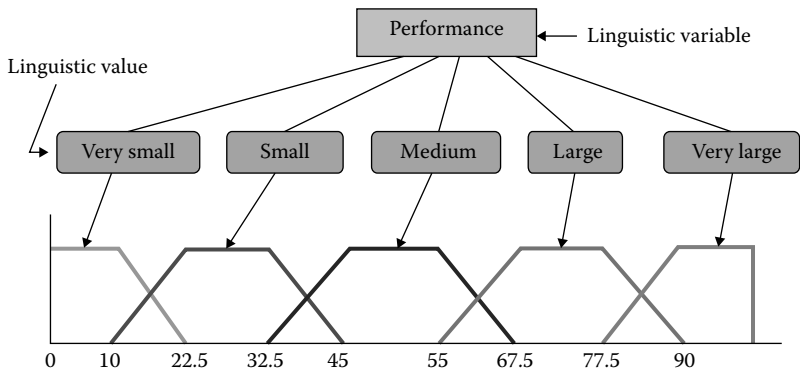 Performance
Linguistic variable
Linguistic value
Very small
Small
Medium
Large
Very large
0 10 22.5 32.5 45 55 67.5 77.5 90